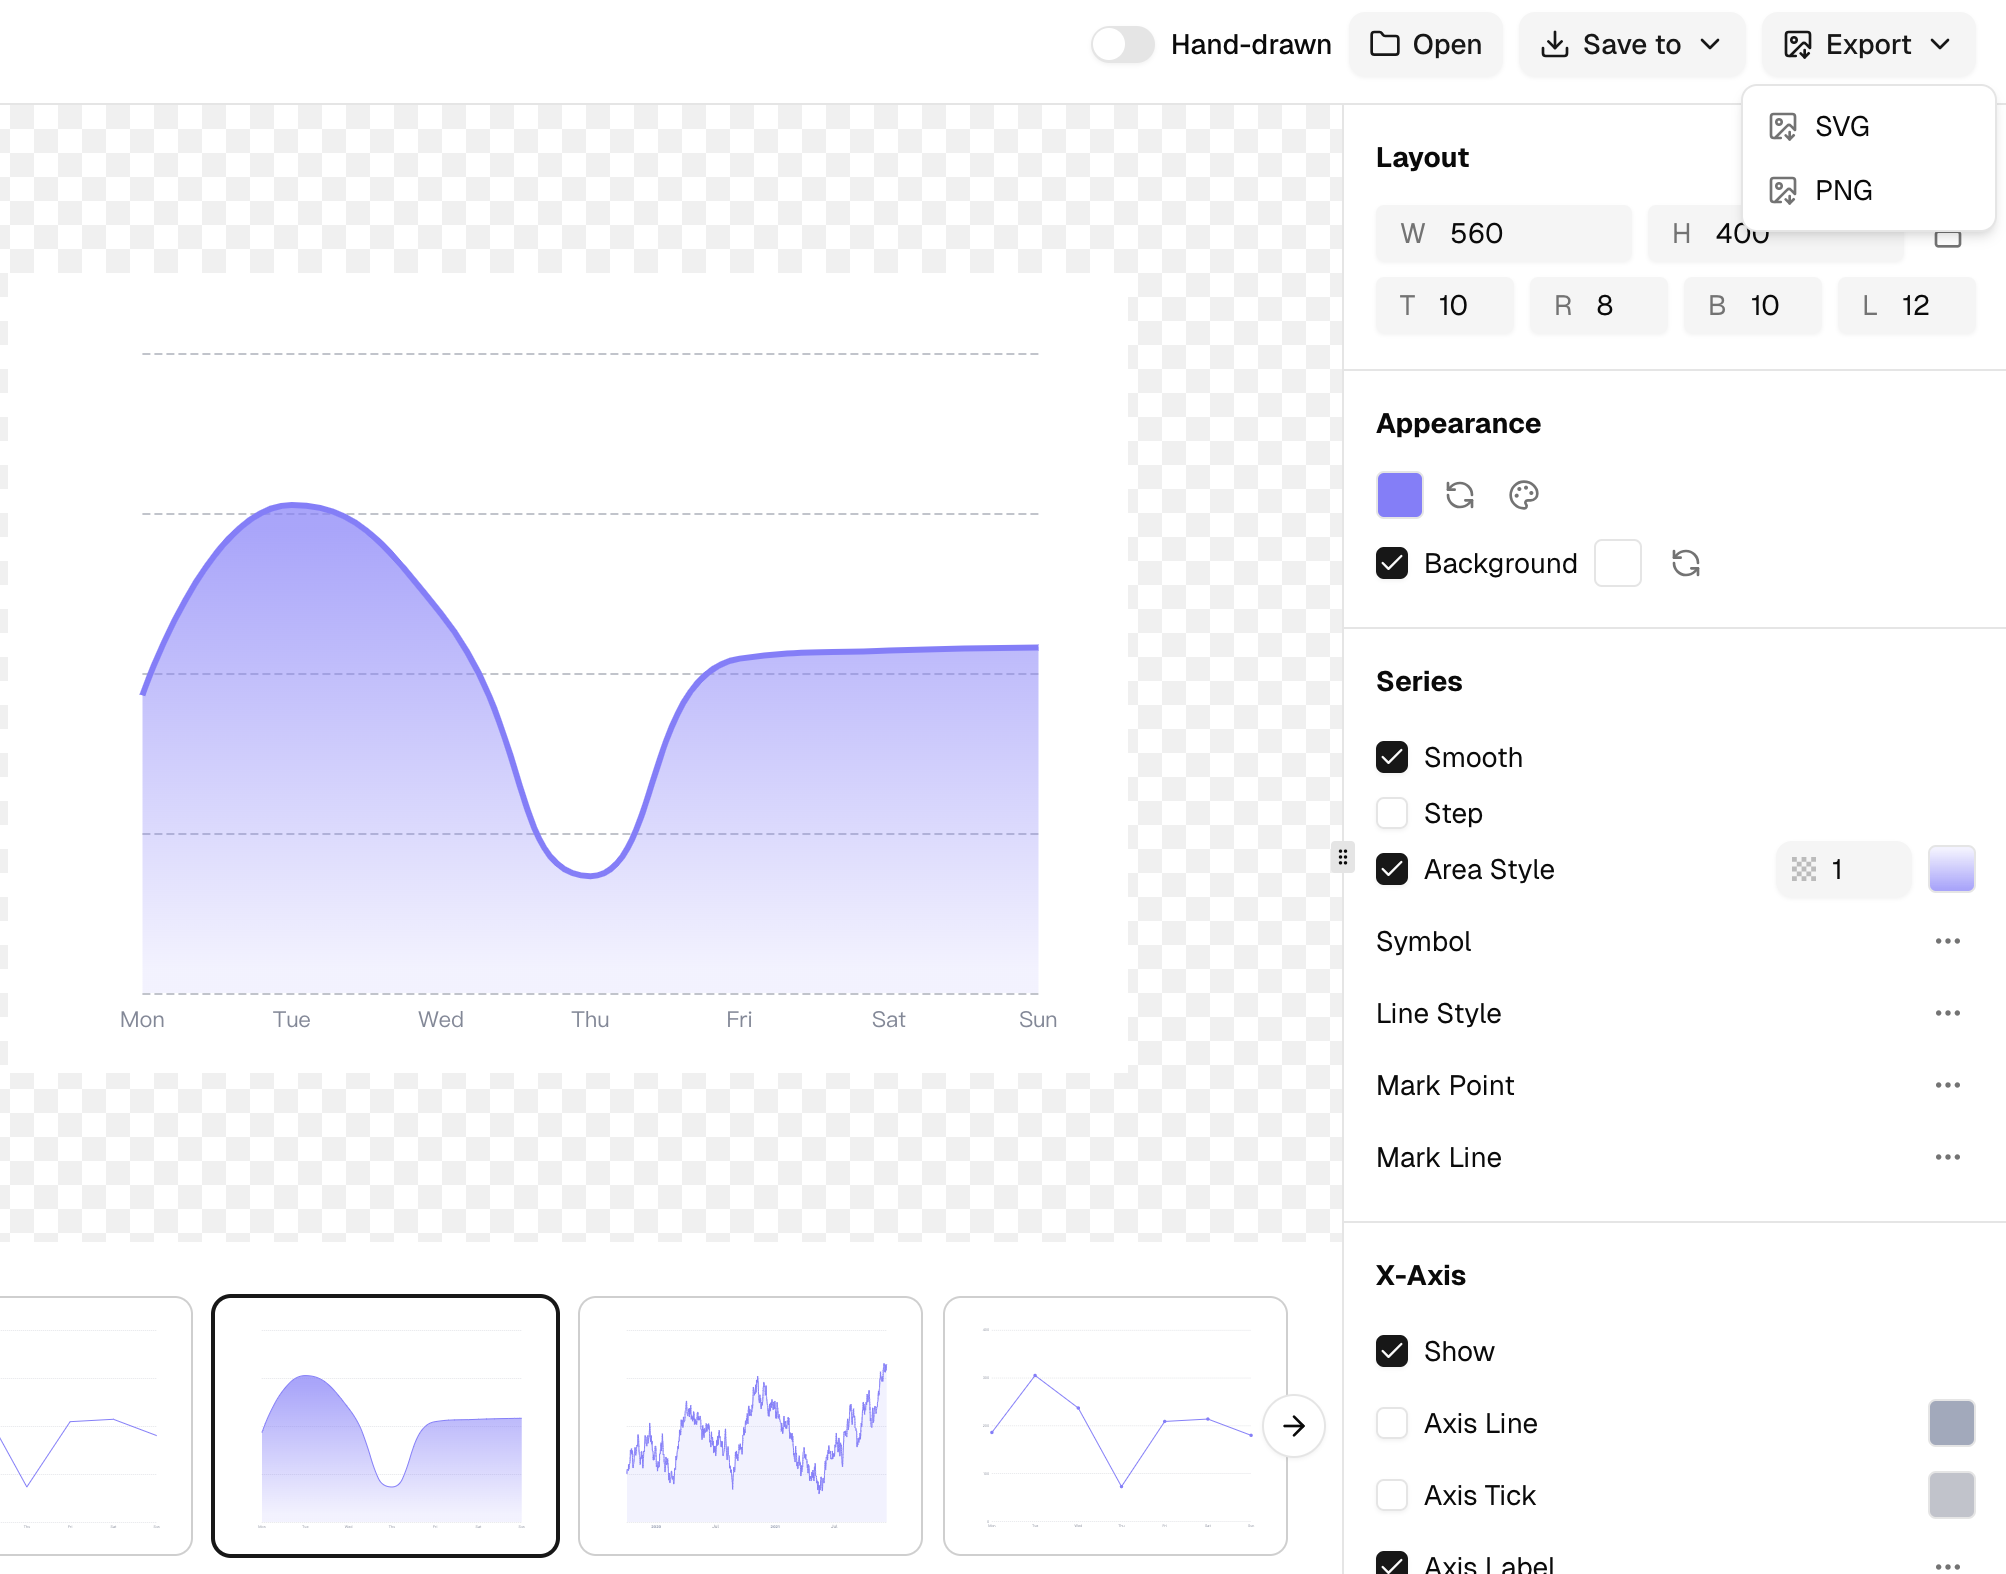 Hand-drawn Open Save to Export
SVG
PNG
Layout
W 560 H 400
T 10 R 8 B 10 L 12
Appearance
Background
Series
Smooth
Step
Area Style 1
Symbol
Line Style
Mark Point
Mark Line
X-Axis
Show
Axis Line
Axis Tick
Axis Label
Mon Tue Wed Thu Fri Sat Sun